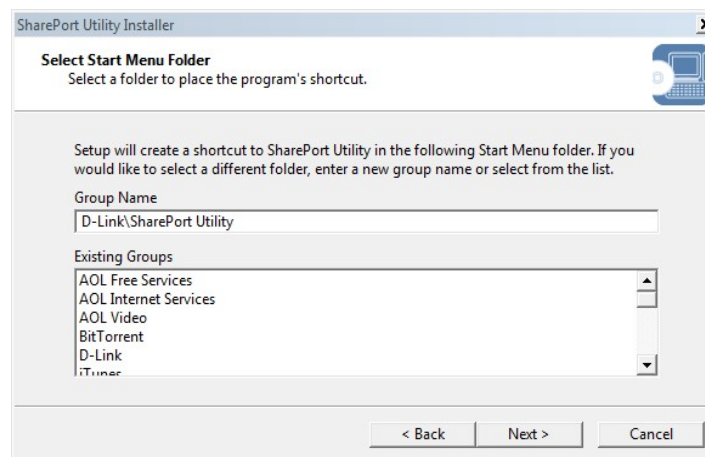 SharePort Utility Installer
Select Start Menu Folder
Select a folder to place the program's shortcut.
Setup will create a shortcut to SharePort Utility in the following Start Menu folder. If you
would like to select a different folder, enter a new group name or select from the list.
Group Name
D-Link\SharePort Utility
Existing Groups
AOL Free Services
AOL Internet Services
AOL Video
BitTorrent
D-Link
iTunes
< Back Next > Cancel